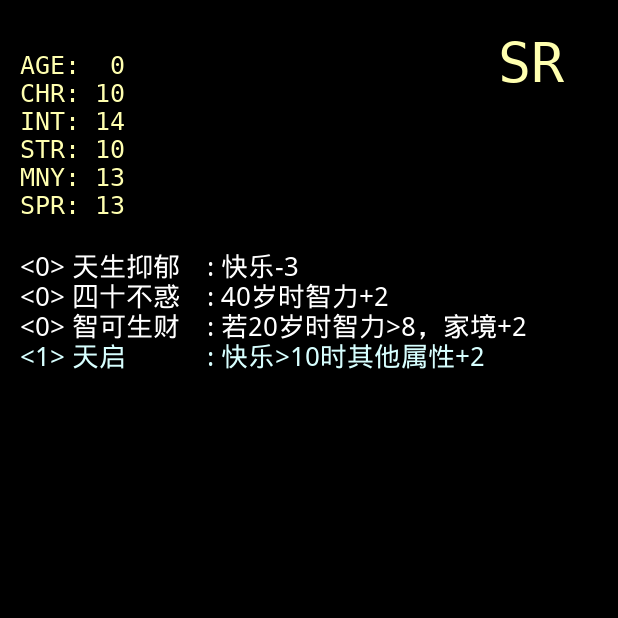 SR
AGE: 0
CHR: 10
INT: 14
STR: 10
MNY: 13
SPR: 13
<0> 天生抑郁 : 快乐-3
<0> 四十不惑 : 40岁时智力+2
<0> 智可生财 : 若20岁时智力>8，家境+2
<1> 天启 : 快乐>10时其他属性+2